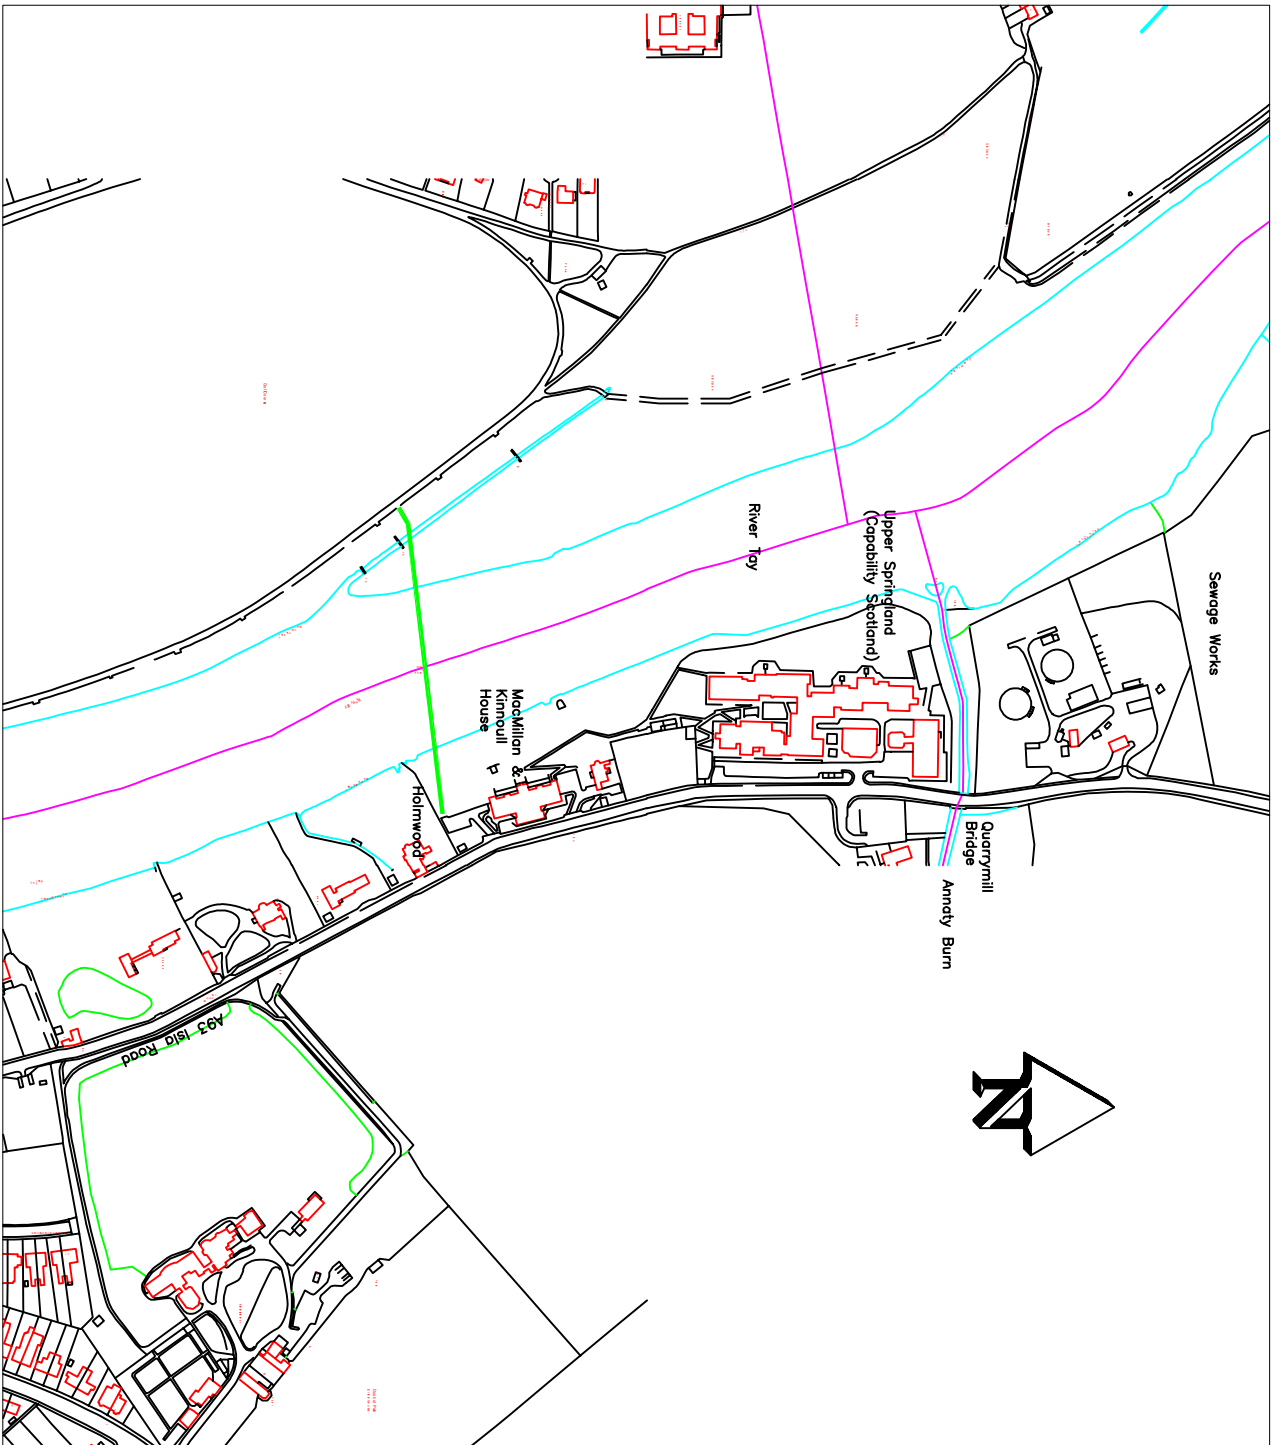 Sewage Works
Upper Springland
(Capability Scotland)
River Tay
Quarrymill
Bridge
Annaty Burn
MacMillan &
Kinnoull
House
Holmwood
A93 Isla Road
N